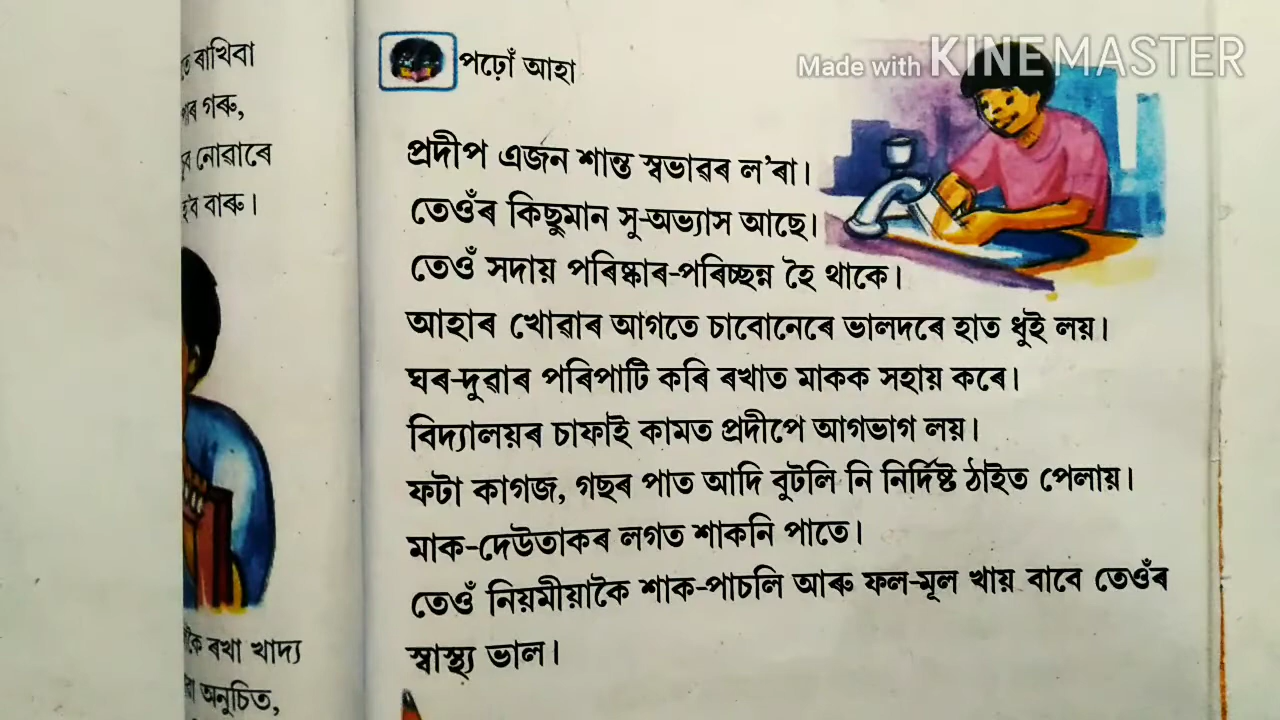 ৰাখিবা
গৰু,
নোৱাৰে
বাৰু।
ৰখা খাদ্য
অনুচিত,
পঢ়োঁ আহা
Made with KINEMASTER
প্ৰদীপ এজন শান্ত স্বভাৱৰ ল'ৰা।
তেওঁৰ কিছুমান সু-অভ্যাস আছে।
তেওঁ সদায় পৰিষ্কাৰ-পৰিচ্ছন্ন হৈ থাকে।
আহাৰ খোৱাৰ আগতে চাবোনেৰে ভালদৰে হাত ধুই লয়।
ঘৰ-দুৱাৰ পৰিপাটি কৰি ৰখাত মাকক সহায় কৰে।
বিদ্যালয়ৰ চাফাই কামত প্ৰদীপে আগভাগ লয়।
ফটা কাগজ, গছৰ পাত আদি বুটলি নি নিৰ্দিষ্ট ঠাইত পেলায়।
মাক-দেউতাকৰ লগত শাকনি পাতে।
তেওঁ নিয়মীয়াকৈ শাক-পাচলি আৰু ফল-মূল খায় বাবে তেওঁৰ
স্বাস্থ্য ভাল।